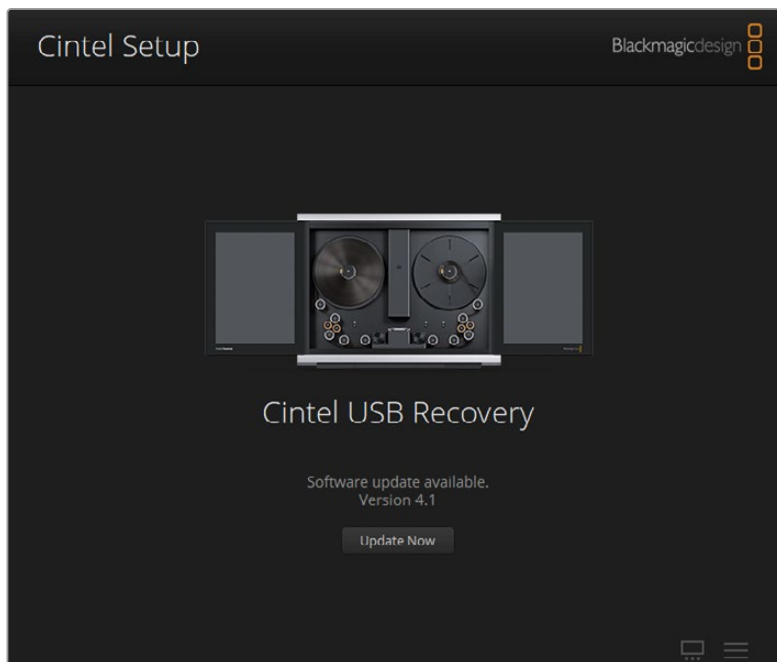 Cintel Setup
Blackmagicdesign
Cintel USB Recovery
Software update available.
Version 4.1
Update Now